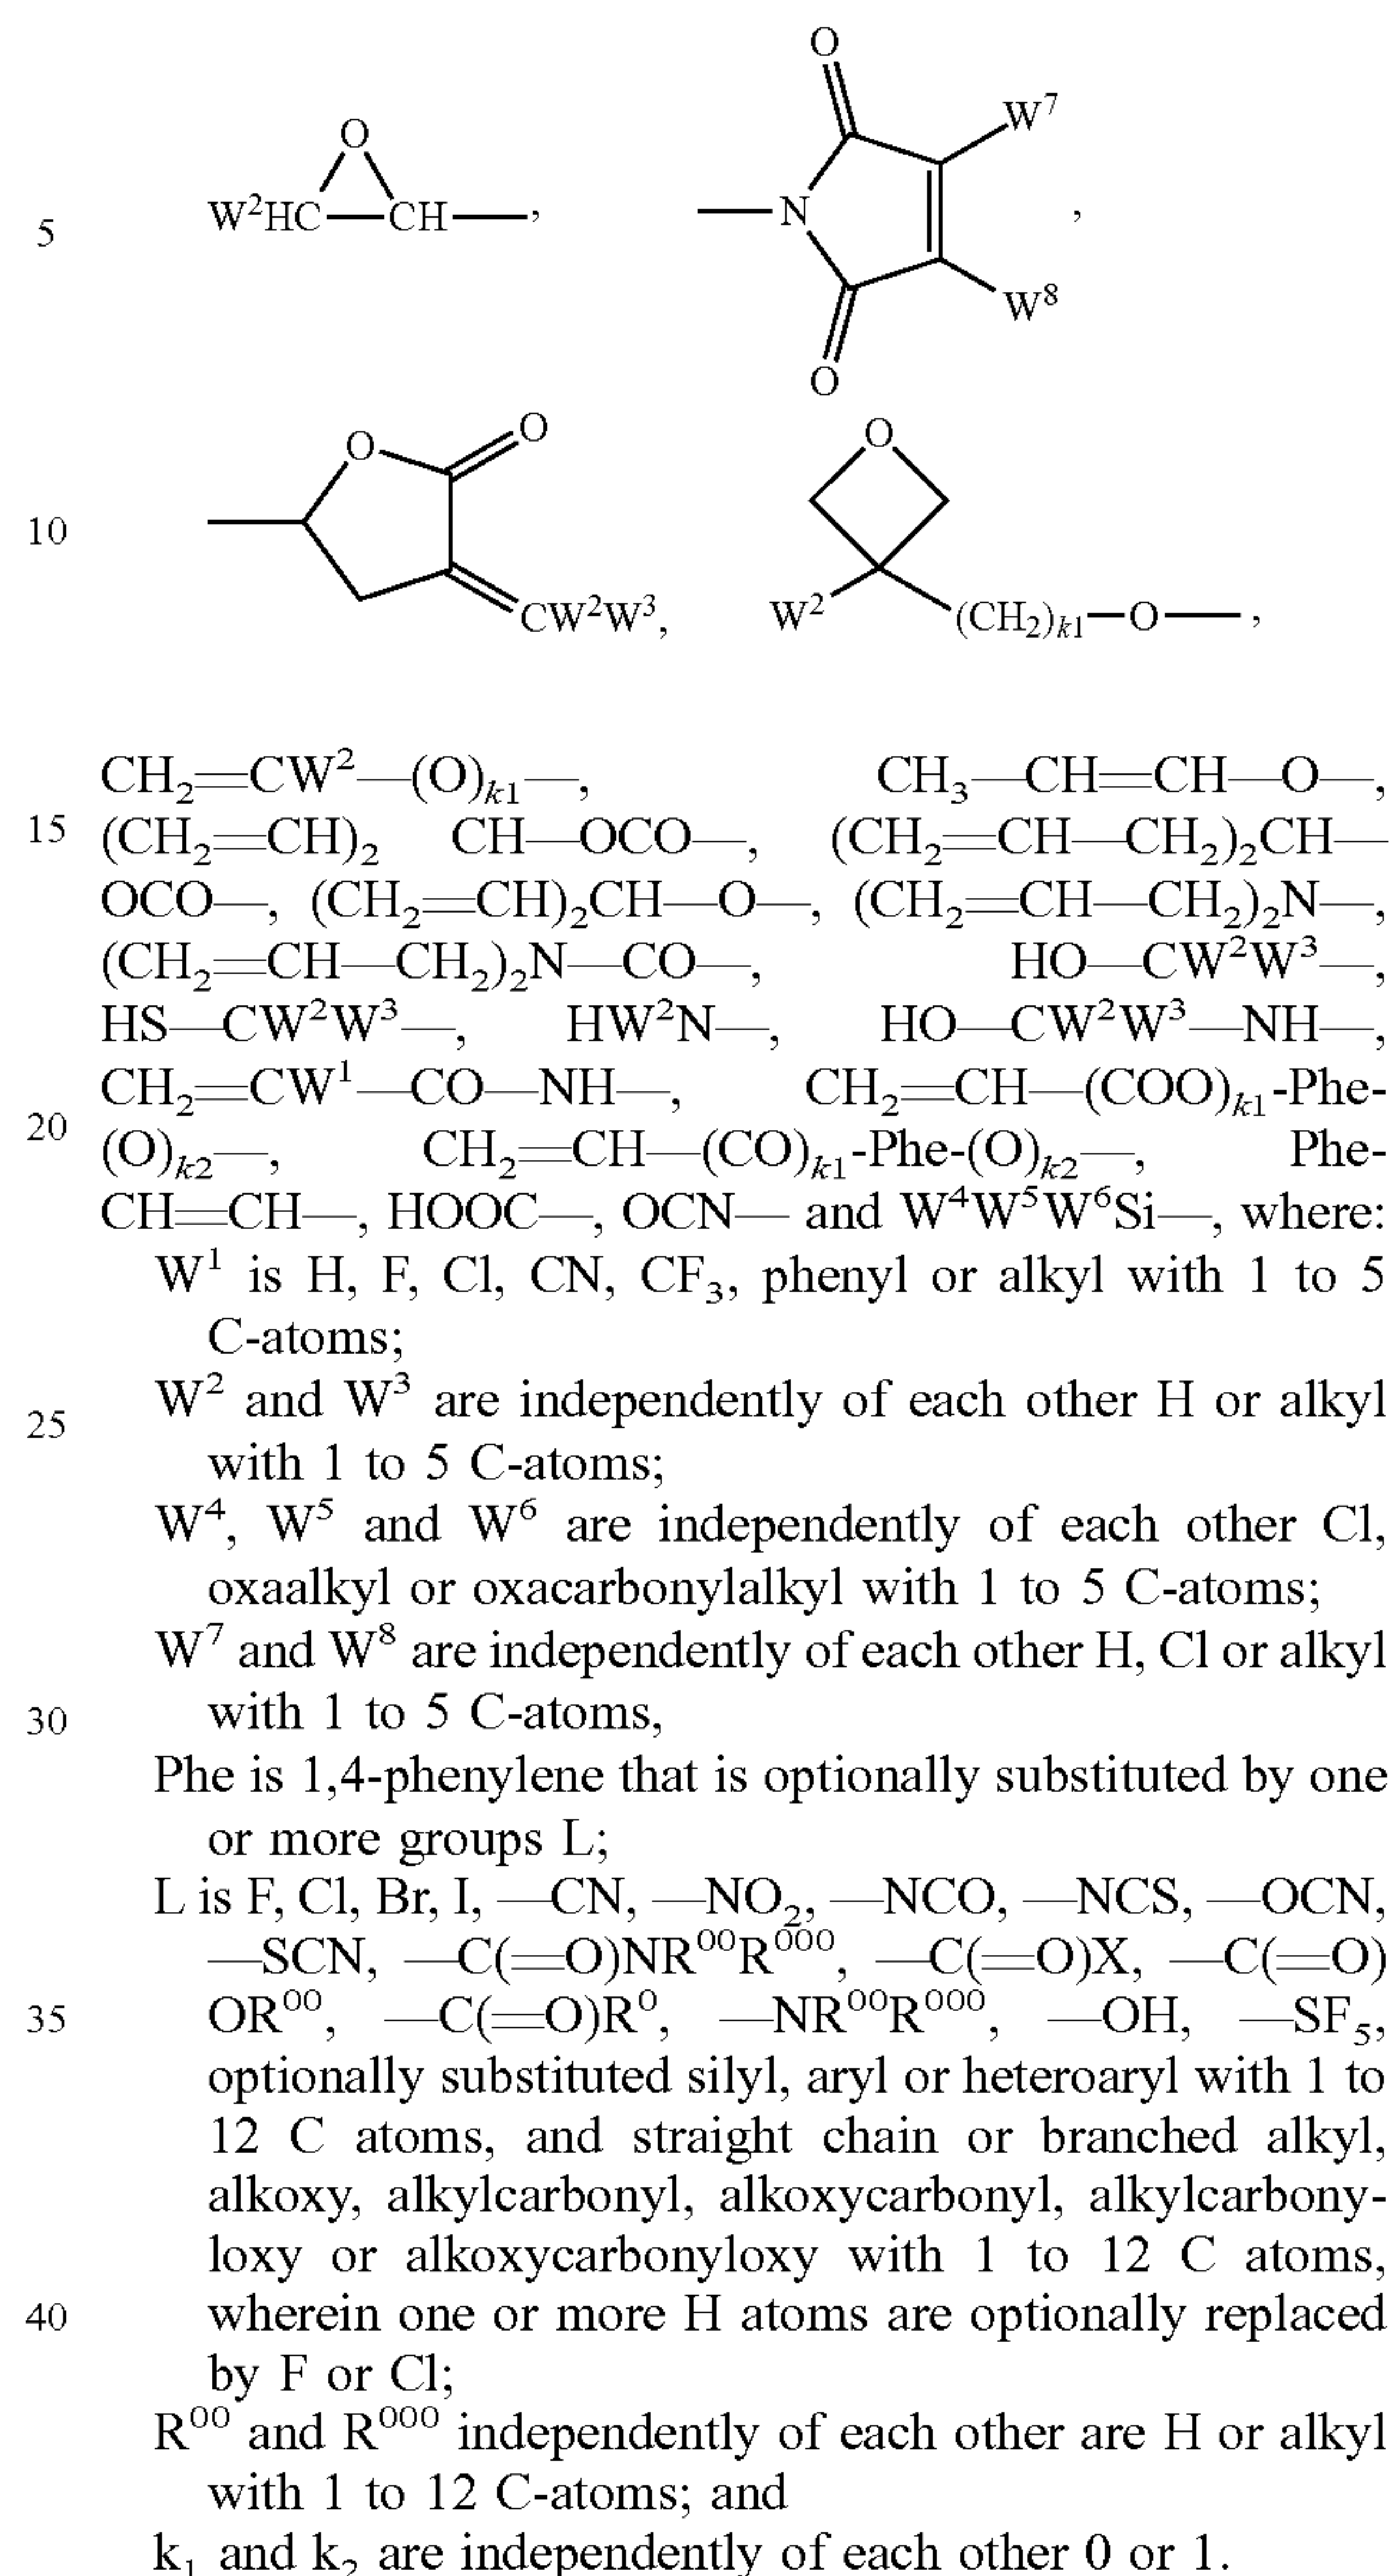 O
W²HC—CH—,
O
W⁷
5
—N
,
W⁸
O
O
O
10
CW²W³,
O
W²
(CH₂)ₖ₁—O—,
CH₂=CW²—(O)ₖ₁—, CH₃—CH=CH—O—,
15 (CH₂=CH)₂ CH—OCO—, (CH₂=CH—CH₂)₂CH—
OCO—, (CH₂=CH)₂CH—O—, (CH₂=CH—CH₂)₂N—,
(CH₂=CH—CH₂)₂N—CO—, HO—CW²W³—,
HS—CW²W³—, HW²N—, HO—CW²W³—NH—,
CH₂=CW¹—CO—NH—, CH₂=CH—(COO)ₖ₁-Phe-
20 (O)ₖ₂—, CH₂=CH—(CO)ₖ₁-Phe-(O)ₖ₂—, Phe-
CH=CH—, HOOC—, OCN— and W⁴W⁵W⁶Si—, where:
W¹ is H, F, Cl, CN, CF₃, phenyl or alkyl with 1 to 5
C-atoms;
25 W² and W³ are independently of each other H or alkyl
with 1 to 5 C-atoms;
W⁴, W⁵ and W⁶ are independently of each other Cl,
oxaalkyl or oxacarbonylalkyl with 1 to 5 C-atoms;
W⁷ and W⁸ are independently of each other H, Cl or alkyl
30 with 1 to 5 C-atoms,
Phe is 1,4-phenylene that is optionally substituted by one
or more groups L;
L is F, Cl, Br, I, —CN, —NO₂, —NCO, —NCS, —OCN,
—SCN, —C(=O)NR⁰⁰R⁰⁰⁰, —C(=O)X, —C(=O)
35 OR⁰⁰, —C(=O)R⁰, —NR⁰⁰R⁰⁰⁰, —OH, —SF₅,
optionally substituted silyl, aryl or heteroaryl with 1 to
12 C atoms, and straight chain or branched alkyl,
alkoxy, alkylcarbonyl, alkoxycarbonyl, alkylcarbony-
loxy or alkoxycarbonyloxy with 1 to 12 C atoms,
40 wherein one or more H atoms are optionally replaced
by F or Cl;
R⁰⁰ and R⁰⁰⁰ independently of each other are H or alkyl
with 1 to 12 C-atoms; and
k₁ and k₂ are independently of each other 0 or 1.